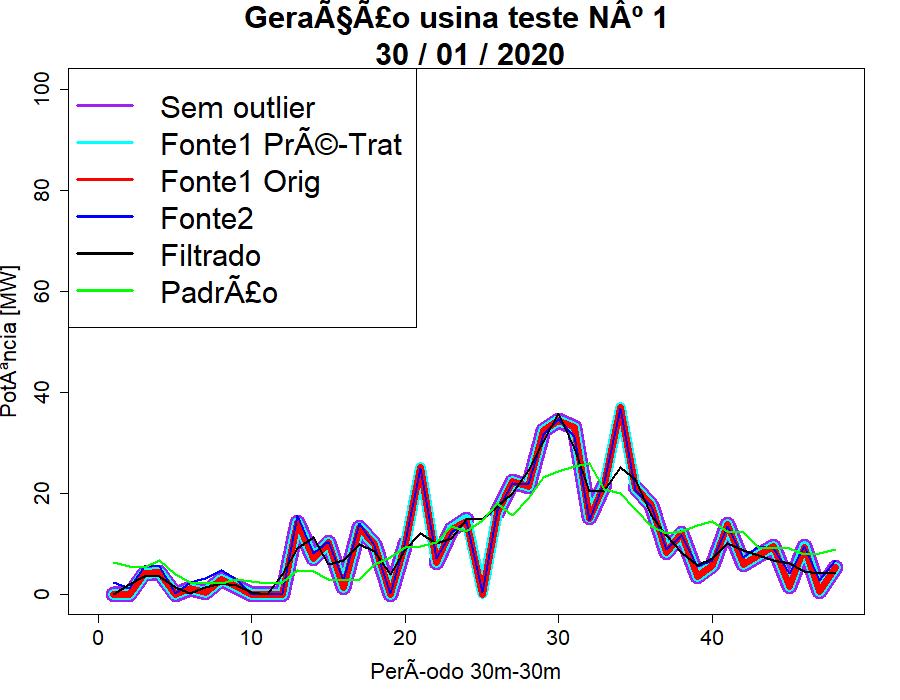 GeraÃ§Ã£o usina teste NÂº 1
30 / 01 / 2020
Sem outlier
Fonte1 PrÃ©-Trat
Fonte1 Orig
Fonte2
Filtrado
PadrÃ£o
PotÃªncia [MW]
100
80
60
40
20
0
0 10 20 30 40
PerÃ-odo 30m-30m